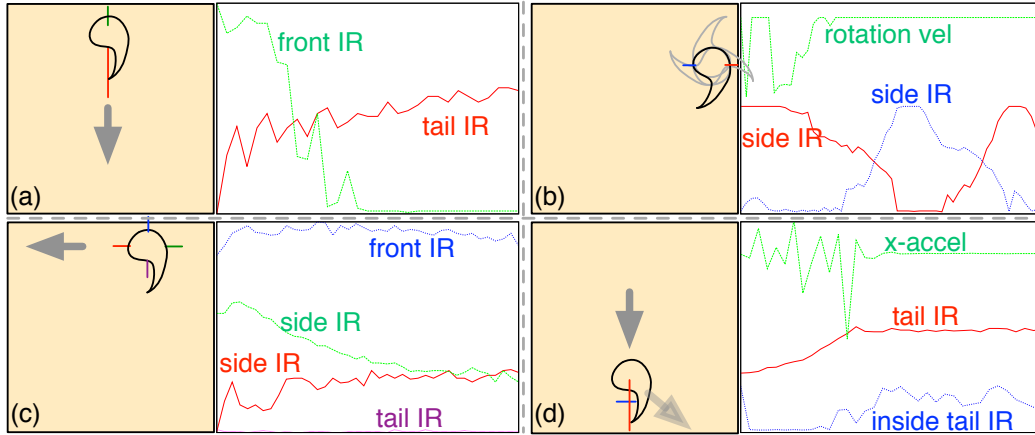 front IR
tail IR
(a)
rotation vel
side IR
side IR
(b)
front IR
side IR
side IR
tail IR
(c)
x-accel
tail IR
inside tail IR
(d)